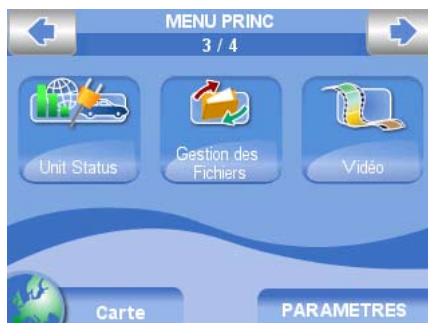 MENU PRINC
3 / 4
Unit Status
Gestion des
Fichiers
Vidéo
Carte
PARAMETRES